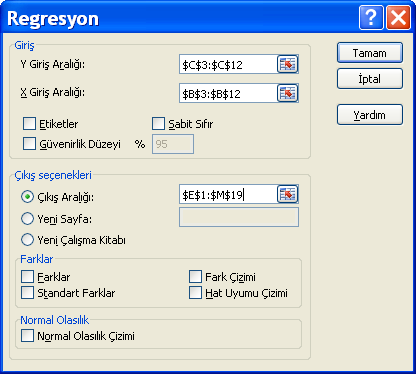 Regresyon
Giriş
Y Giriş Aralığı: $C$3:$C$12
X Giriş Aralığı: $B$3:$B$12
Etiketler Sabit Sıfır
Güvenirlik Düzeyi % 95
Tamam
İptal
Yardım
Çıkış seçenekleri
Çıkış Aralığı: $E$1:$M$19
Yeni Sayfa:
Yeni Çalışma Kitabı
Farklar
Farklar Fark Çizimi
Standart Farklar Hat Uyumu Çizimi
Normal Olasılık
Normal Olasılık Çizimi